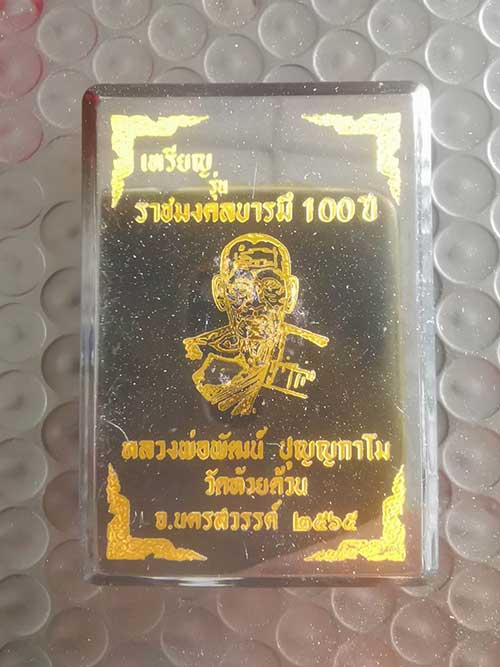 เหรียญ
รุ่น
ราชมงคลบารมี 100 ปี
หลวงพ่อพัฒน์ ปุญญกาโม
วัดห้วยด้วน
จ.นครสวรรค์ ๒๕๖๕